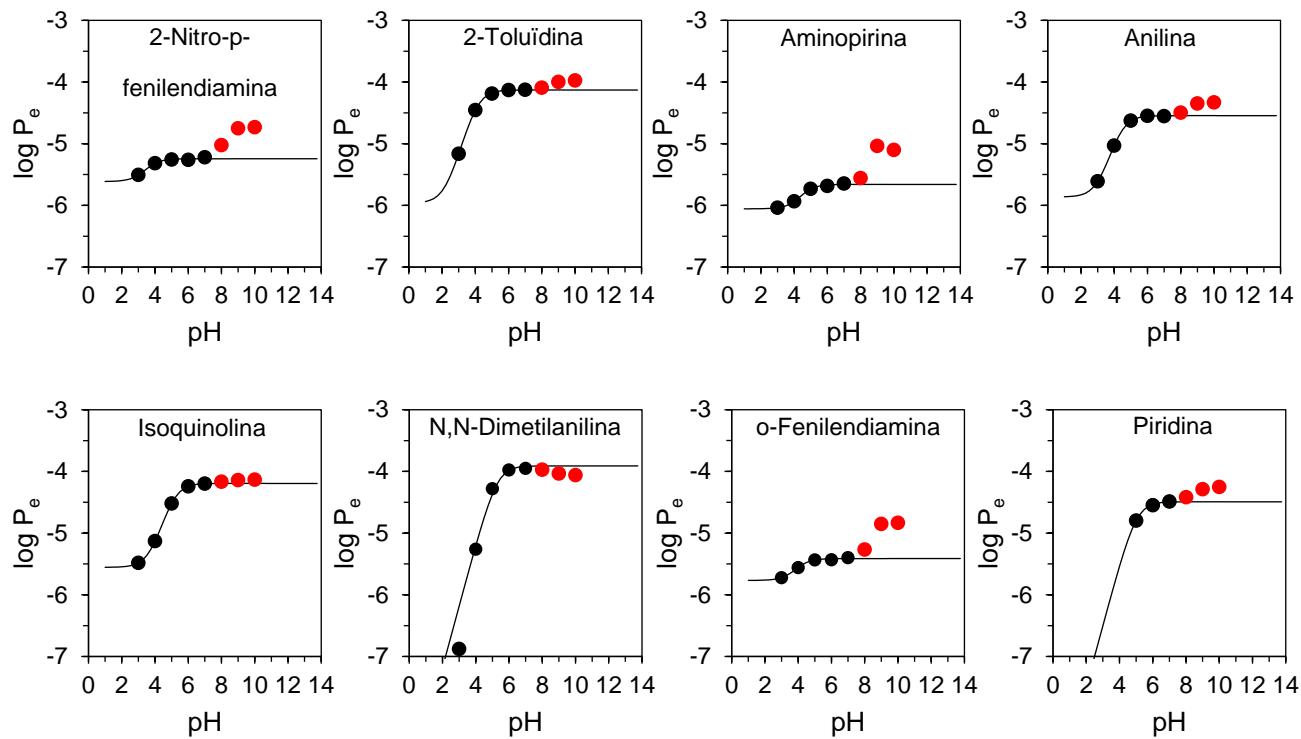 2-Nitro-p-
fenilendiamina
log Pe
-3
-4
-5
-6
-7
0 2 4 6 8 10 12 14
pH
2-Toluïdina
log Pe
-3
-4
-5
-6
-7
0 2 4 6 8 10 12 14
pH
Aminopirina
log Pe
-3
-4
-5
-6
-7
0 2 4 6 8 10 12 14
pH
Anilina
log Pe
-3
-4
-5
-6
-7
0 2 4 6 8 10 12 14
pH
Isoquinolina
log Pe
-3
-4
-5
-6
-7
0 2 4 6 8 10 12 14
pH
N,N-Dimetilanilina
log Pe
-3
-4
-5
-6
-7
0 2 4 6 8 10 12 14
pH
o-Fenilendiamina
log Pe
-3
-4
-5
-6
-7
0 2 4 6 8 10 12 14
pH
Piridina
log Pe
-3
-4
-5
-6
-7
0 2 4 6 8 10 12 14
pH